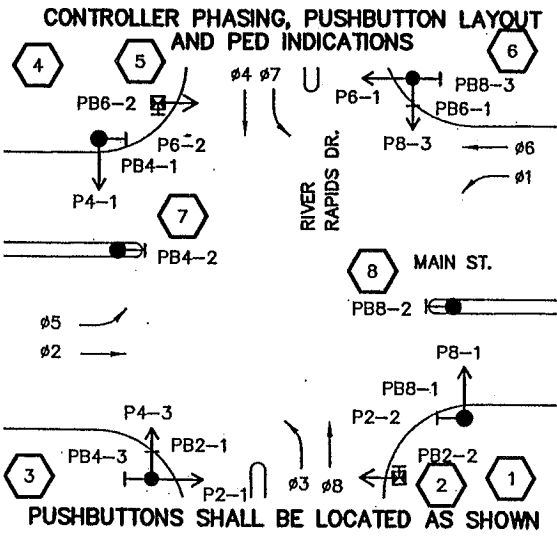 CONTROLLER PHASING, PUSHBUTTON LAYOUT
AND PED INDICATIONS
4
5
6
PB6-2
ø4 ø7
P6-1
PB8-3
PB6-1
P6-2
PB4-1
P8-3
ø6
ø1
P4-1
RIVER
RAPIDS DR.
7
PB4-2
8
MAIN ST.
PB8-2
ø5
ø2
P8-1
PB8-1
P4-3
P2-2
PB2-1
PB4-3
PB2-2
3
P2-1
ø3 ø8
2
1
PUSHBUTTONS SHALL BE LOCATED AS SHOWN